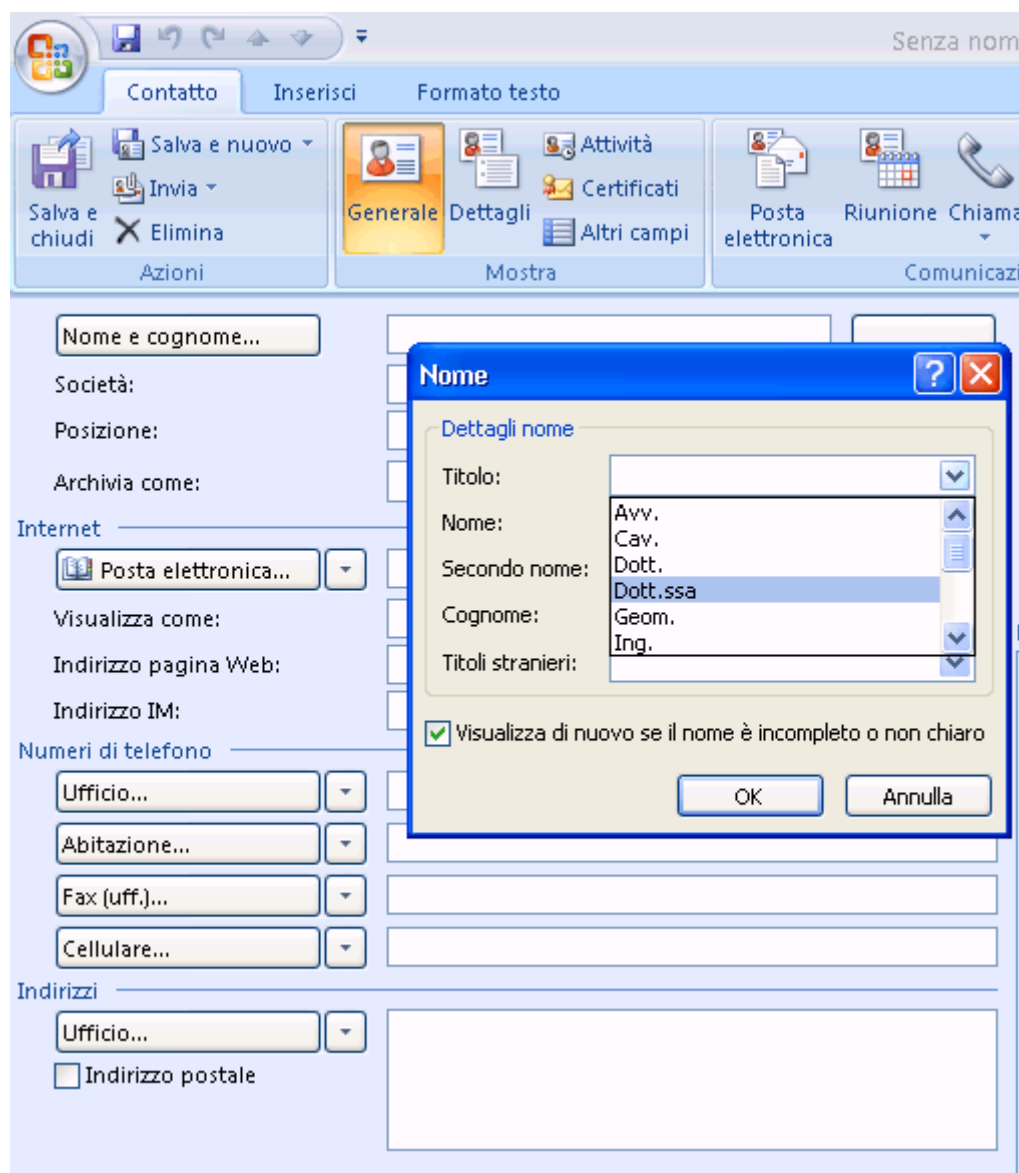 Senza nom
Contatto Inserisci Formato testo
Salva e chiudi
Salva e nuovo
Invia
Elimina
Azioni
Generale
Dettagli
Attività
Certificati
Altri campi
Mostra
Posta elettronica
Riunione
Chiama
Comunicazi
Nome e cognome...
Società:
Posizione:
Archivia come:
Internet
Posta elettronica...
Visualizza come:
Indirizzo pagina Web:
Indirizzo IM:
Numeri di telefono
Ufficio...
Abitazione...
Fax (uff.)...
Cellulare...
Indirizzi
Ufficio...
Indirizzo postale
Nome
Dettagli nome
Titolo:
Nome:
Secondo nome:
Cognome:
Titoli stranieri:
Avv.
Cav.
Dott.
Dott.ssa
Geom.
Ing.
Visualizza di nuovo se il nome è incompleto o non chiaro
OK Annulla